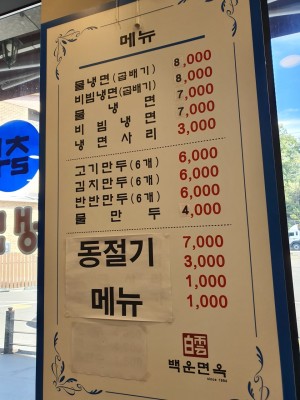 메뉴
물냉면(곱배기) 8,000
비빔냉면(곱배기) 8,000
물냉면 7,000
비빔냉면 7,000
냉면사리 3,000
고기만두(6개) 6,000
김치만두(6개) 6,000
반반만두(6개) 6,000
물만두 4,000
동절기 7,000
3,000
메뉴 1,000
1,000
白雲
백운면옥
since 1990